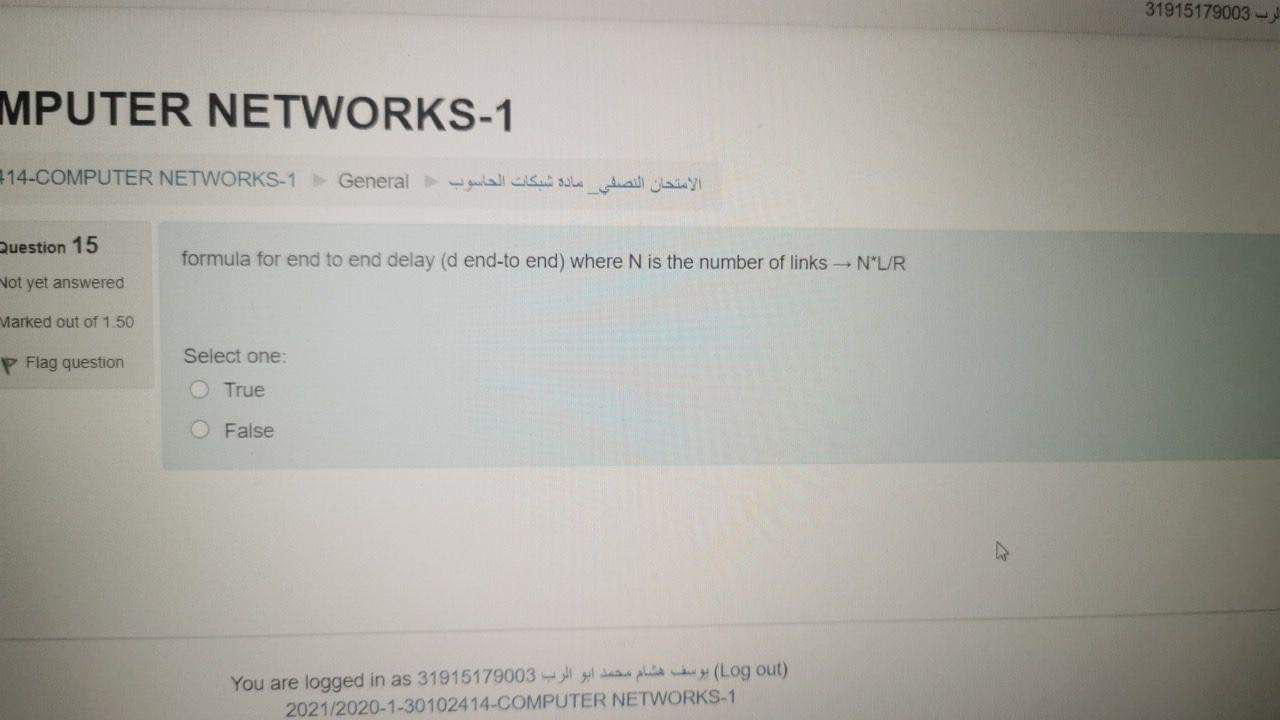 31915179003 الرب
MPUTER NETWORKS-1
414-COMPUTER NETWORKS-1 ► General ► الامتحان النصفي_ مادة شبكات الحاسوب
Question 15
Not yet answered
Marked out of 1.50
Flag question
formula for end to end delay (d end-to end) where N is the number of links → N*L/R
Select one:
True
False
You are logged in as 31915179003 يوسف هشام محمد ابو الرب (Log out)
2021/2020-1-30102414-COMPUTER NETWORKS-1